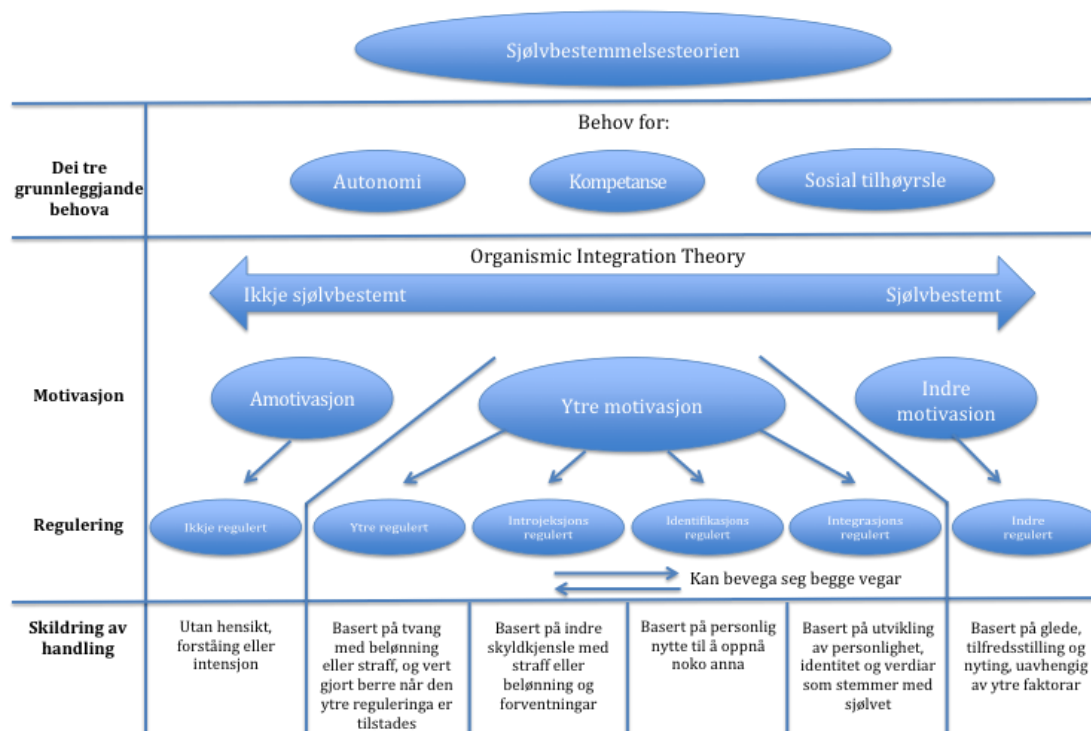 Sjølvbestemmelsesteorien
Behov for:
Dei tre
grunnleggjande
behova
Autonomi
Kompetanse
Sosial tilhøyrsle
Organismic Integration Theory
Ikkje sjølvbestemt
Sjølvbestemt
Motivasjon
Amotivasjon
Ytre motivasjon
Indre
motivasjon
Regulering
Ikkje regulert
Ytre regulert
Introjeksjons
regulert
Identifikasjons
regulert
Integrasjons
regulert
Indre
regulert
Kan bevega seg begge vegar
Skildring av
handling
Utan hensikt,
forståing eller
intensjon
Basert på tvang
med belønning
eller straff, og vert
gjort berre når den
ytre reguleringa er
tilstades
Basert på indre
skyldkjensle med
straff eller
belønning og
forventningar
Basert på personlig
nytte til å oppnå
noko anna
Basert på utvikling
av personlighet,
identitet og verdiar
som stemmer med
sjølvet
Basert på glede,
tilfredsstilling og
nyting, uavhengig
av ytre faktorar